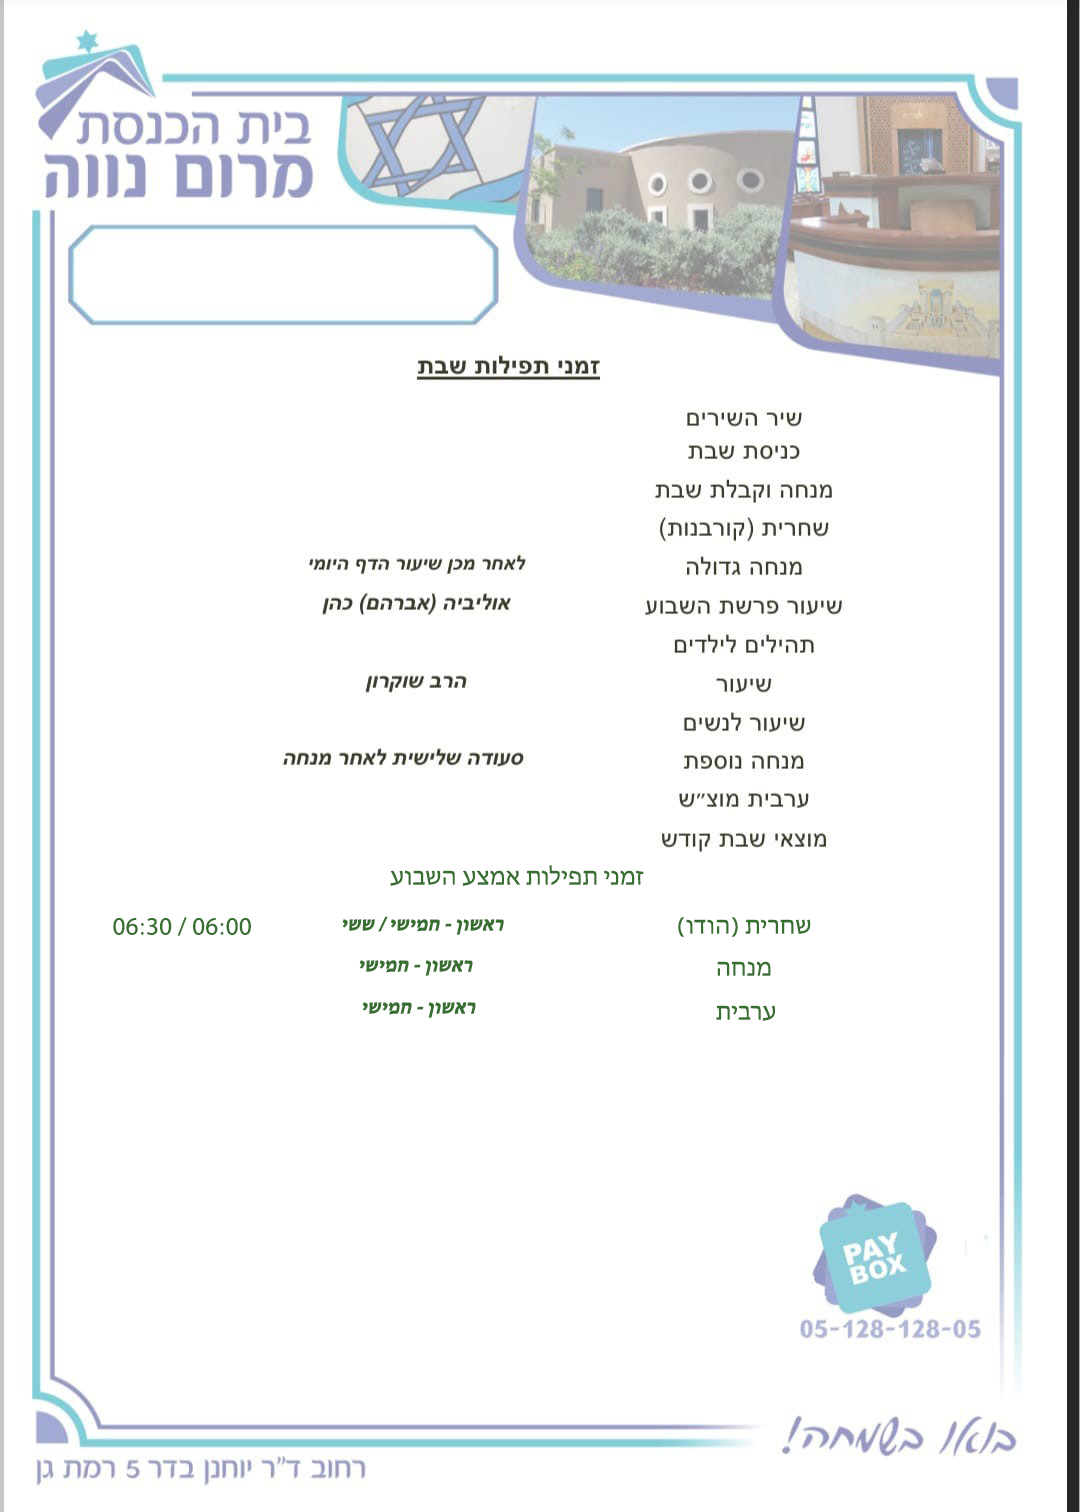 בית הכנסת
מרום נווה
זמני תפילות שבת
שיר השירים
כניסת שבת
מנחה וקבלת שבת
שחרית (קורבנות)
מנחה גדולה לאחר מכן שיעור הדף היומי
שיעור פרשת השבוע אוליביה (אברהם) כהן
תהילים לילדים
שיעור הרב שוקרון
שיעור לנשים
מנחה נוספת סעודה שלישית לאחר מנחה
ערבית מוצ״ש
מוצאי שבת קודש
זמני תפילות אמצע השבוע
שחרית (הודו) ראשון - חמישי / שישי 06:00 / 06:30
מנחה ראשון - חמישי
ערבית ראשון - חמישי
PAY
BOX
05-128-128-05
בואו בשמחה!
רחוב ד"ר יוחנן בדר 5 רמת גן